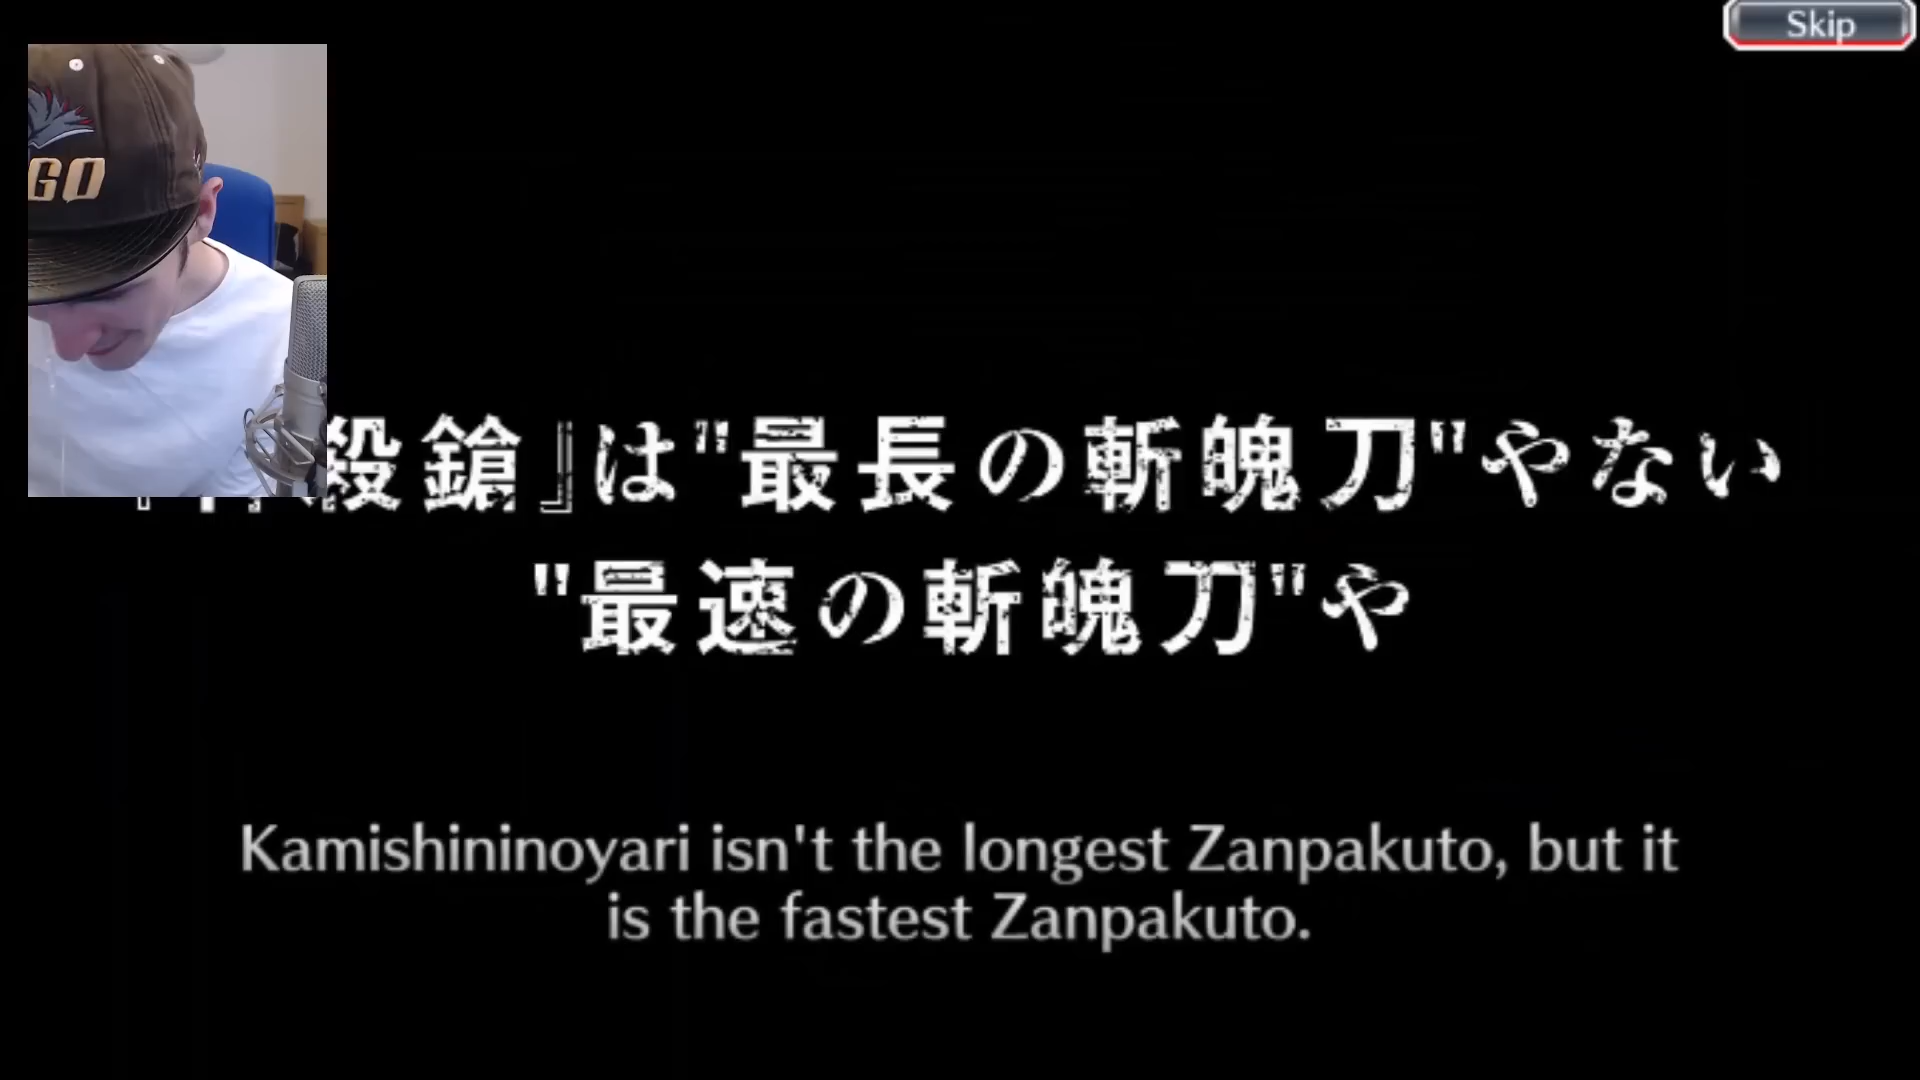 Skip
GO
殺鎗』は"最長の斬魄刀"やない
"最速の斬魄刀"や
Kamishininoyari isn't the longest Zanpakuto, but it
is the fastest Zanpakuto.